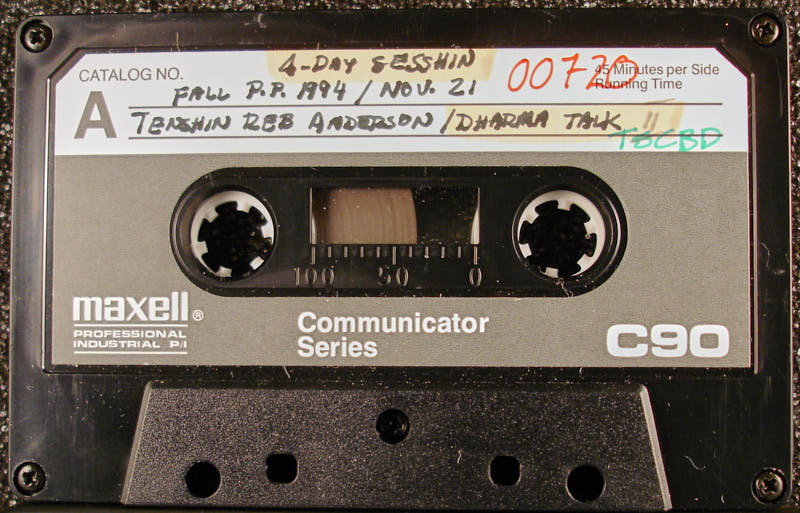 4-DAY SESSHIN
CATALOG NO.
00720
45 Minutes per Side
Running Time
A
FALL P.P. 1994 / NOV. 21
TENSHIN REB ANDERSON / DHARMA TALK II
TBCBD
100 50 0
maxell®
PROFESSIONAL
INDUSTRIAL P/I
Communicator
Series
C90